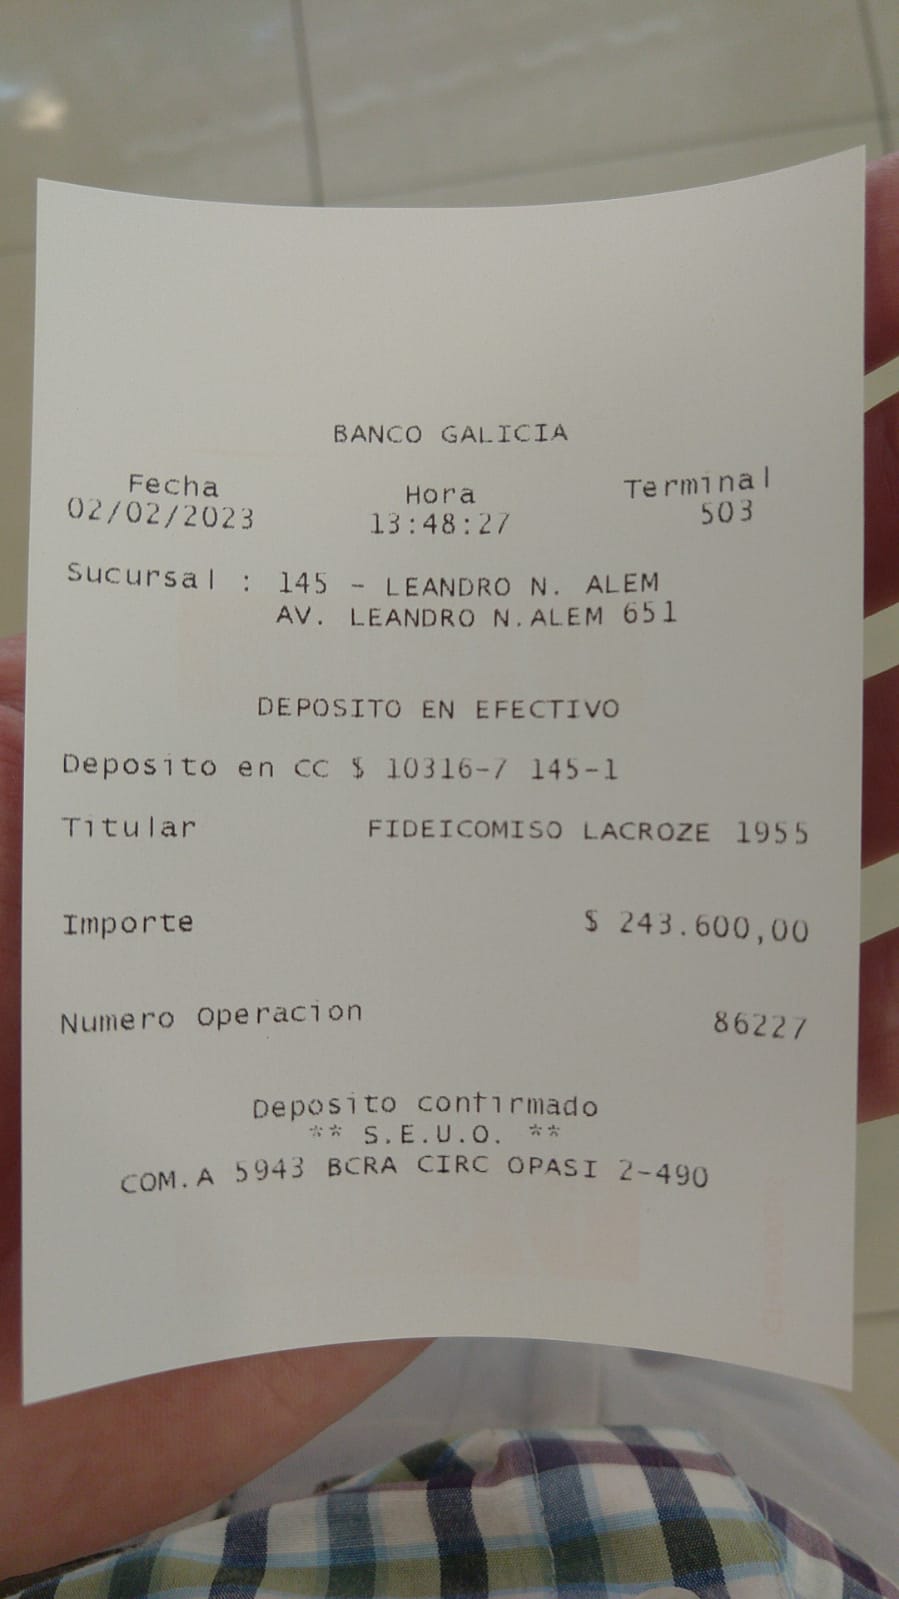 BANCO GALICIA
Fecha Hora Terminal
02/02/2023 13:48:27 503
Sucursal : 145 - LEANDRO N. ALEM
AV. LEANDRO N.ALEM 651
DEPOSITO EN EFECTIVO
Deposito en CC $ 10316-7 145-1
Titular FIDEICOMISO LACROZE 1955
Importe $ 243.600,00
Numero Operacion 86227
Deposito confirmado
** S.E.U.O. **
COM.A 5943 BCRA CIRC OPASI 2-490